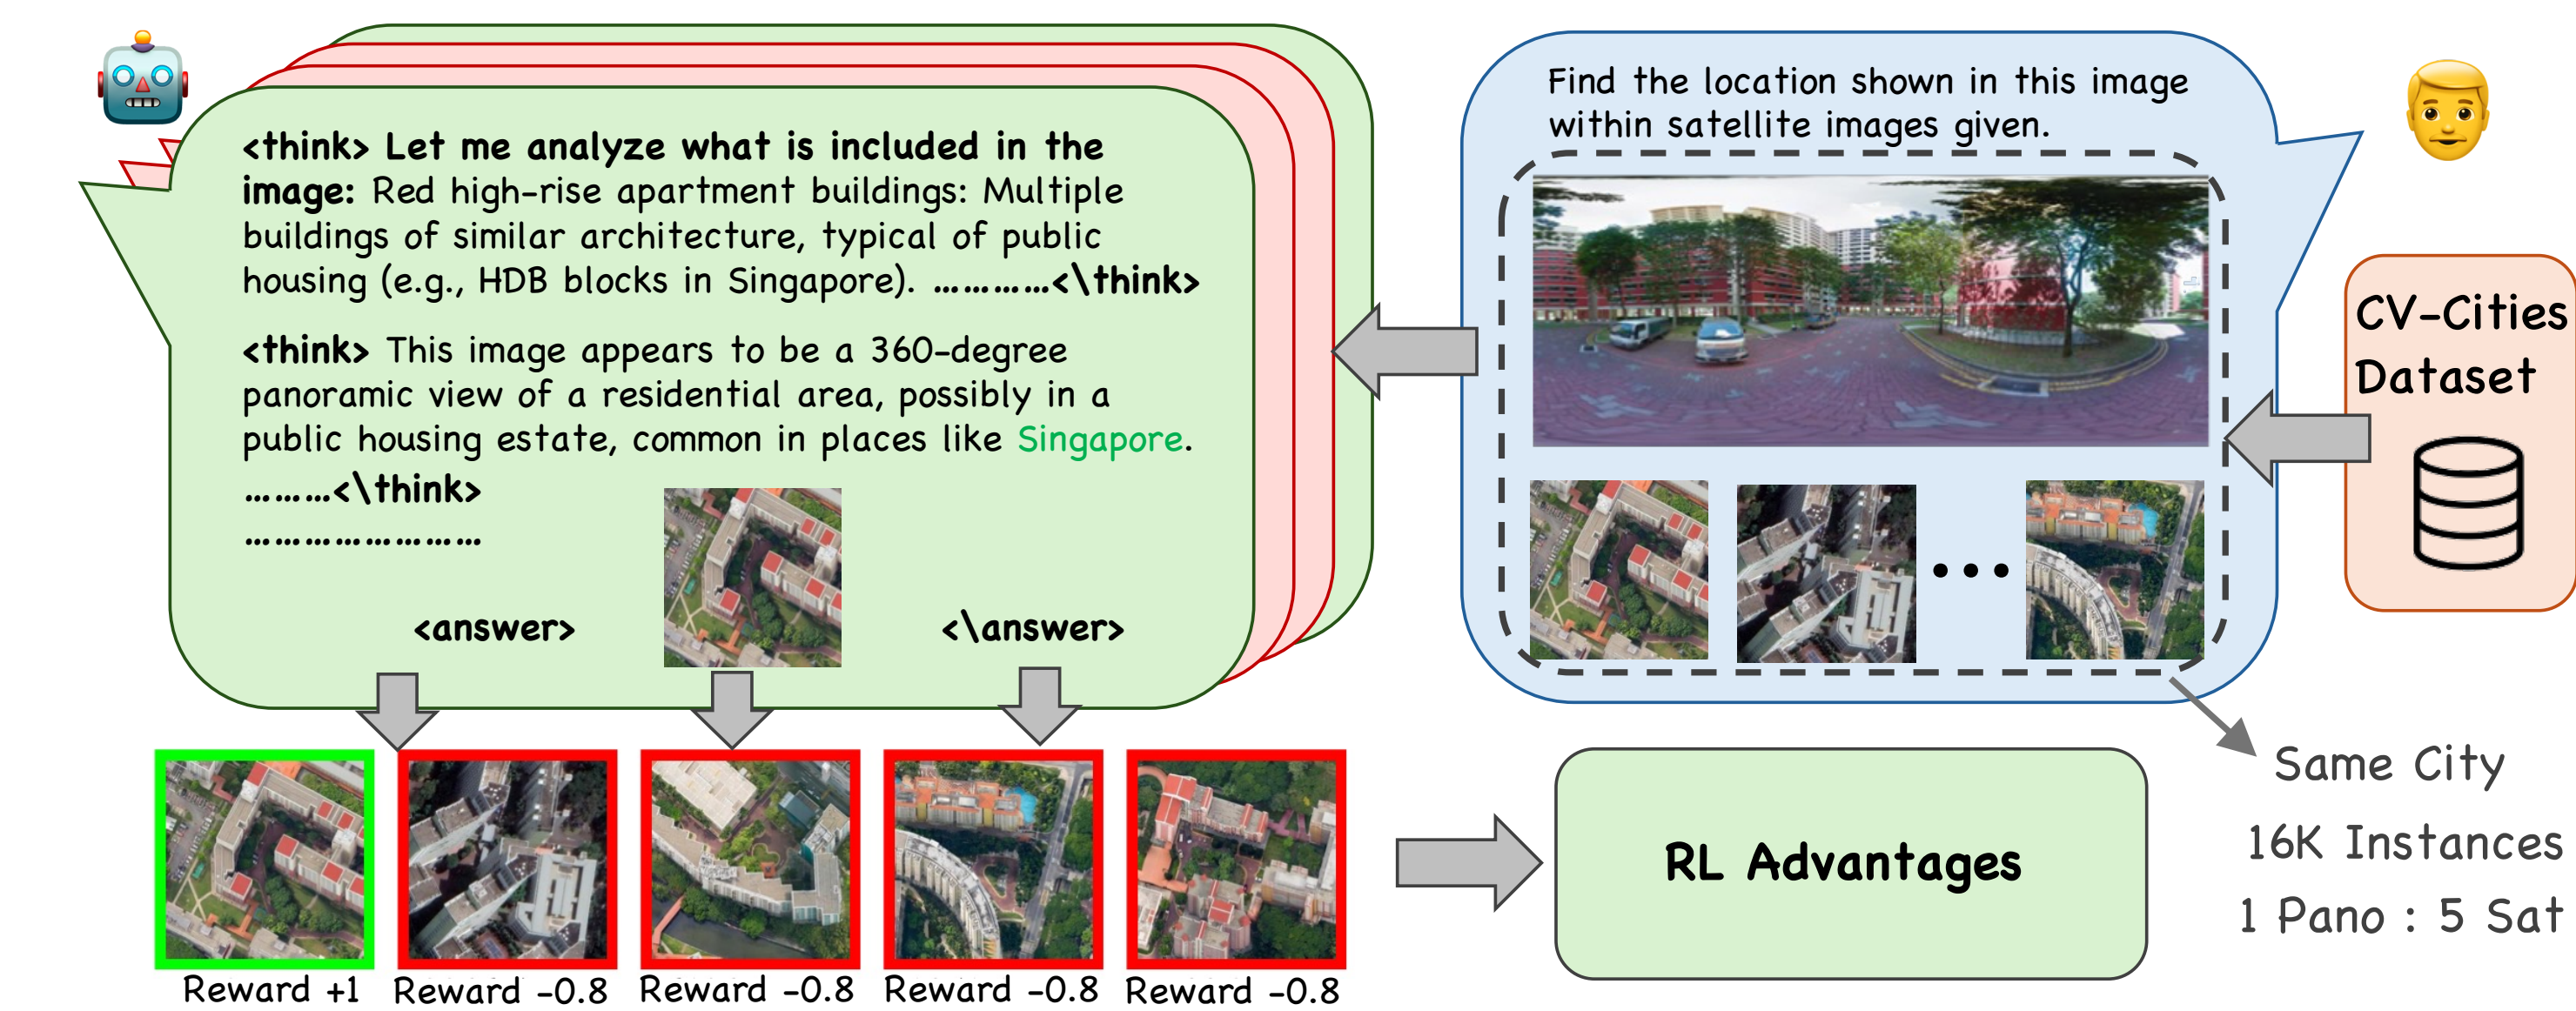 <think> Let me analyze what is included in the
image: Red high-rise apartment buildings: Multiple
buildings of similar architecture, typical of public
housing (e.g., HDB blocks in Singapore). …………<\think>
<think> This image appears to be a 360-degree
panoramic view of a residential area, possibly in a
public housing estate, common in places like Singapore.
………<\think>
……………………
<answer> <\answer>
Find the location shown in this image
within satellite images given.
CV-Cities
Dataset
Same City
16K Instances
1 Pano : 5 Sat
Reward +1
Reward -0.8
Reward -0.8
Reward -0.8
Reward -0.8
RL Advantages